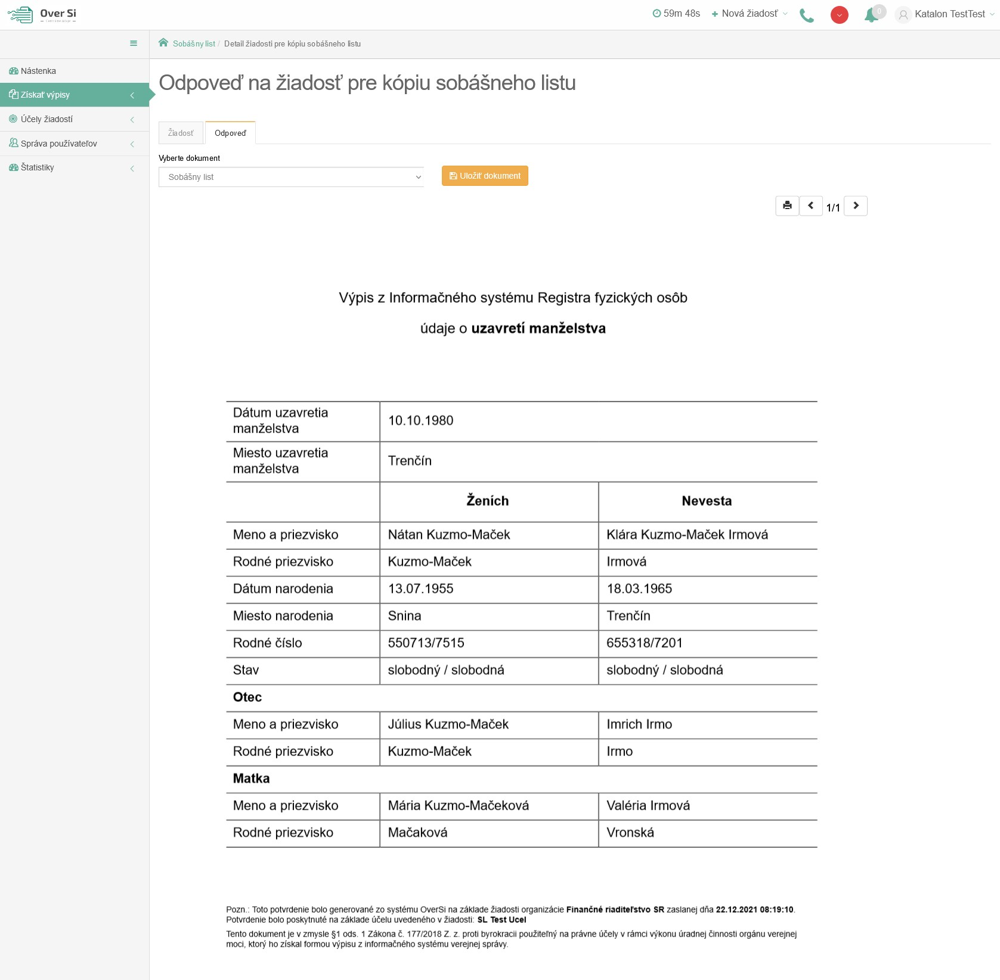 Over Si
59m 48s
Nová žiadosť
0
Katalon TestTest
Sobášny list / Detail žiadosti pre kópiu sobášneho listu
Nástenka
Získať výpisy
Účely žiadostí
Správa používateľov
Štatistiky
Odpoveď na žiadosť pre kópiu sobášneho listu
Žiadosť
Odpoveď
Vyberte dokument
Sobášny list
Uložiť dokument
1/1
Výpis z Informačného systému Registra fyzických osôb
údaje o uzavretí manželstva
Dátum uzavretia
manželstva
10.10.1980
Miesto uzavretia
manželstva
Trenčín
Ženích Nevesta
Meno a priezvisko Nátan Kuzmo-Maček Klára Kuzmo-Maček Irmová
Rodné priezvisko Kuzmo-Maček Irmová
Dátum narodenia 13.07.1955 18.03.1965
Miesto narodenia Snina Trenčín
Rodné číslo 550713/7515 655318/7201
Stav slobodný / slobodná slobodný / slobodná
Otec
Meno a priezvisko Július Kuzmo-Maček Imrich Irmo
Rodné priezvisko Kuzmo-Maček Irmo
Matka
Meno a priezvisko Mária Kuzmo-Mačeková Valéria Irmová
Rodné priezvisko Mačaková Vronská
Pozn.: Toto potvrdenie bolo generované zo systému OverSi na základe žiadosti organizácie Finančné riaditeľstvo SR zaslanej dňa 22.12.2021 08:19:10.
Potvrdenie bolo poskytnuté na základe účelu uvedeného v žiadosti: SL Test Ucel
Tento dokument je v zmysle §1 ods. 1 Zákona č. 177/2018 Z. z. proti byrokracii použiteľný na právne účely v rámci výkonu úradnej činnosti orgánu verejnej
moci, ktorý ho získal formou výpisu z informačného systému verejnej správy.